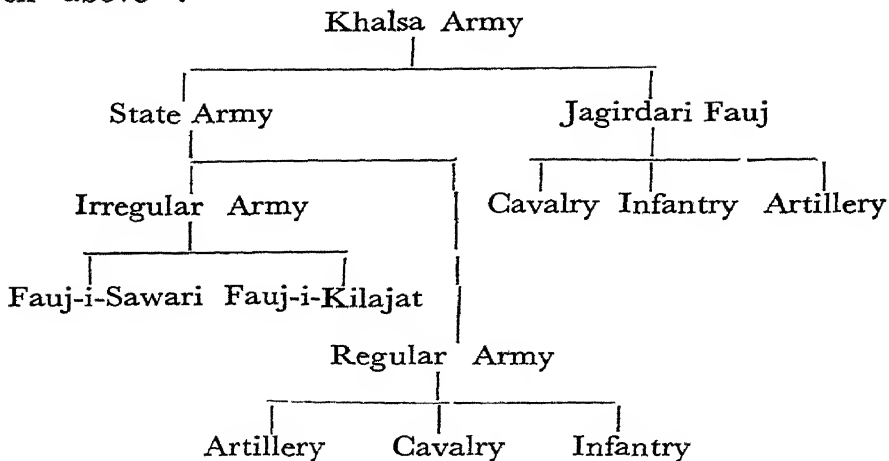 above :
Khalsa Army
State Army Jagirdari Fauj
Irregular Army Cavalry Infantry Artillery
Fauj-i-Sawari Fauj-i-Kilajat
Regular Army
Artillery Cavalry Infantry